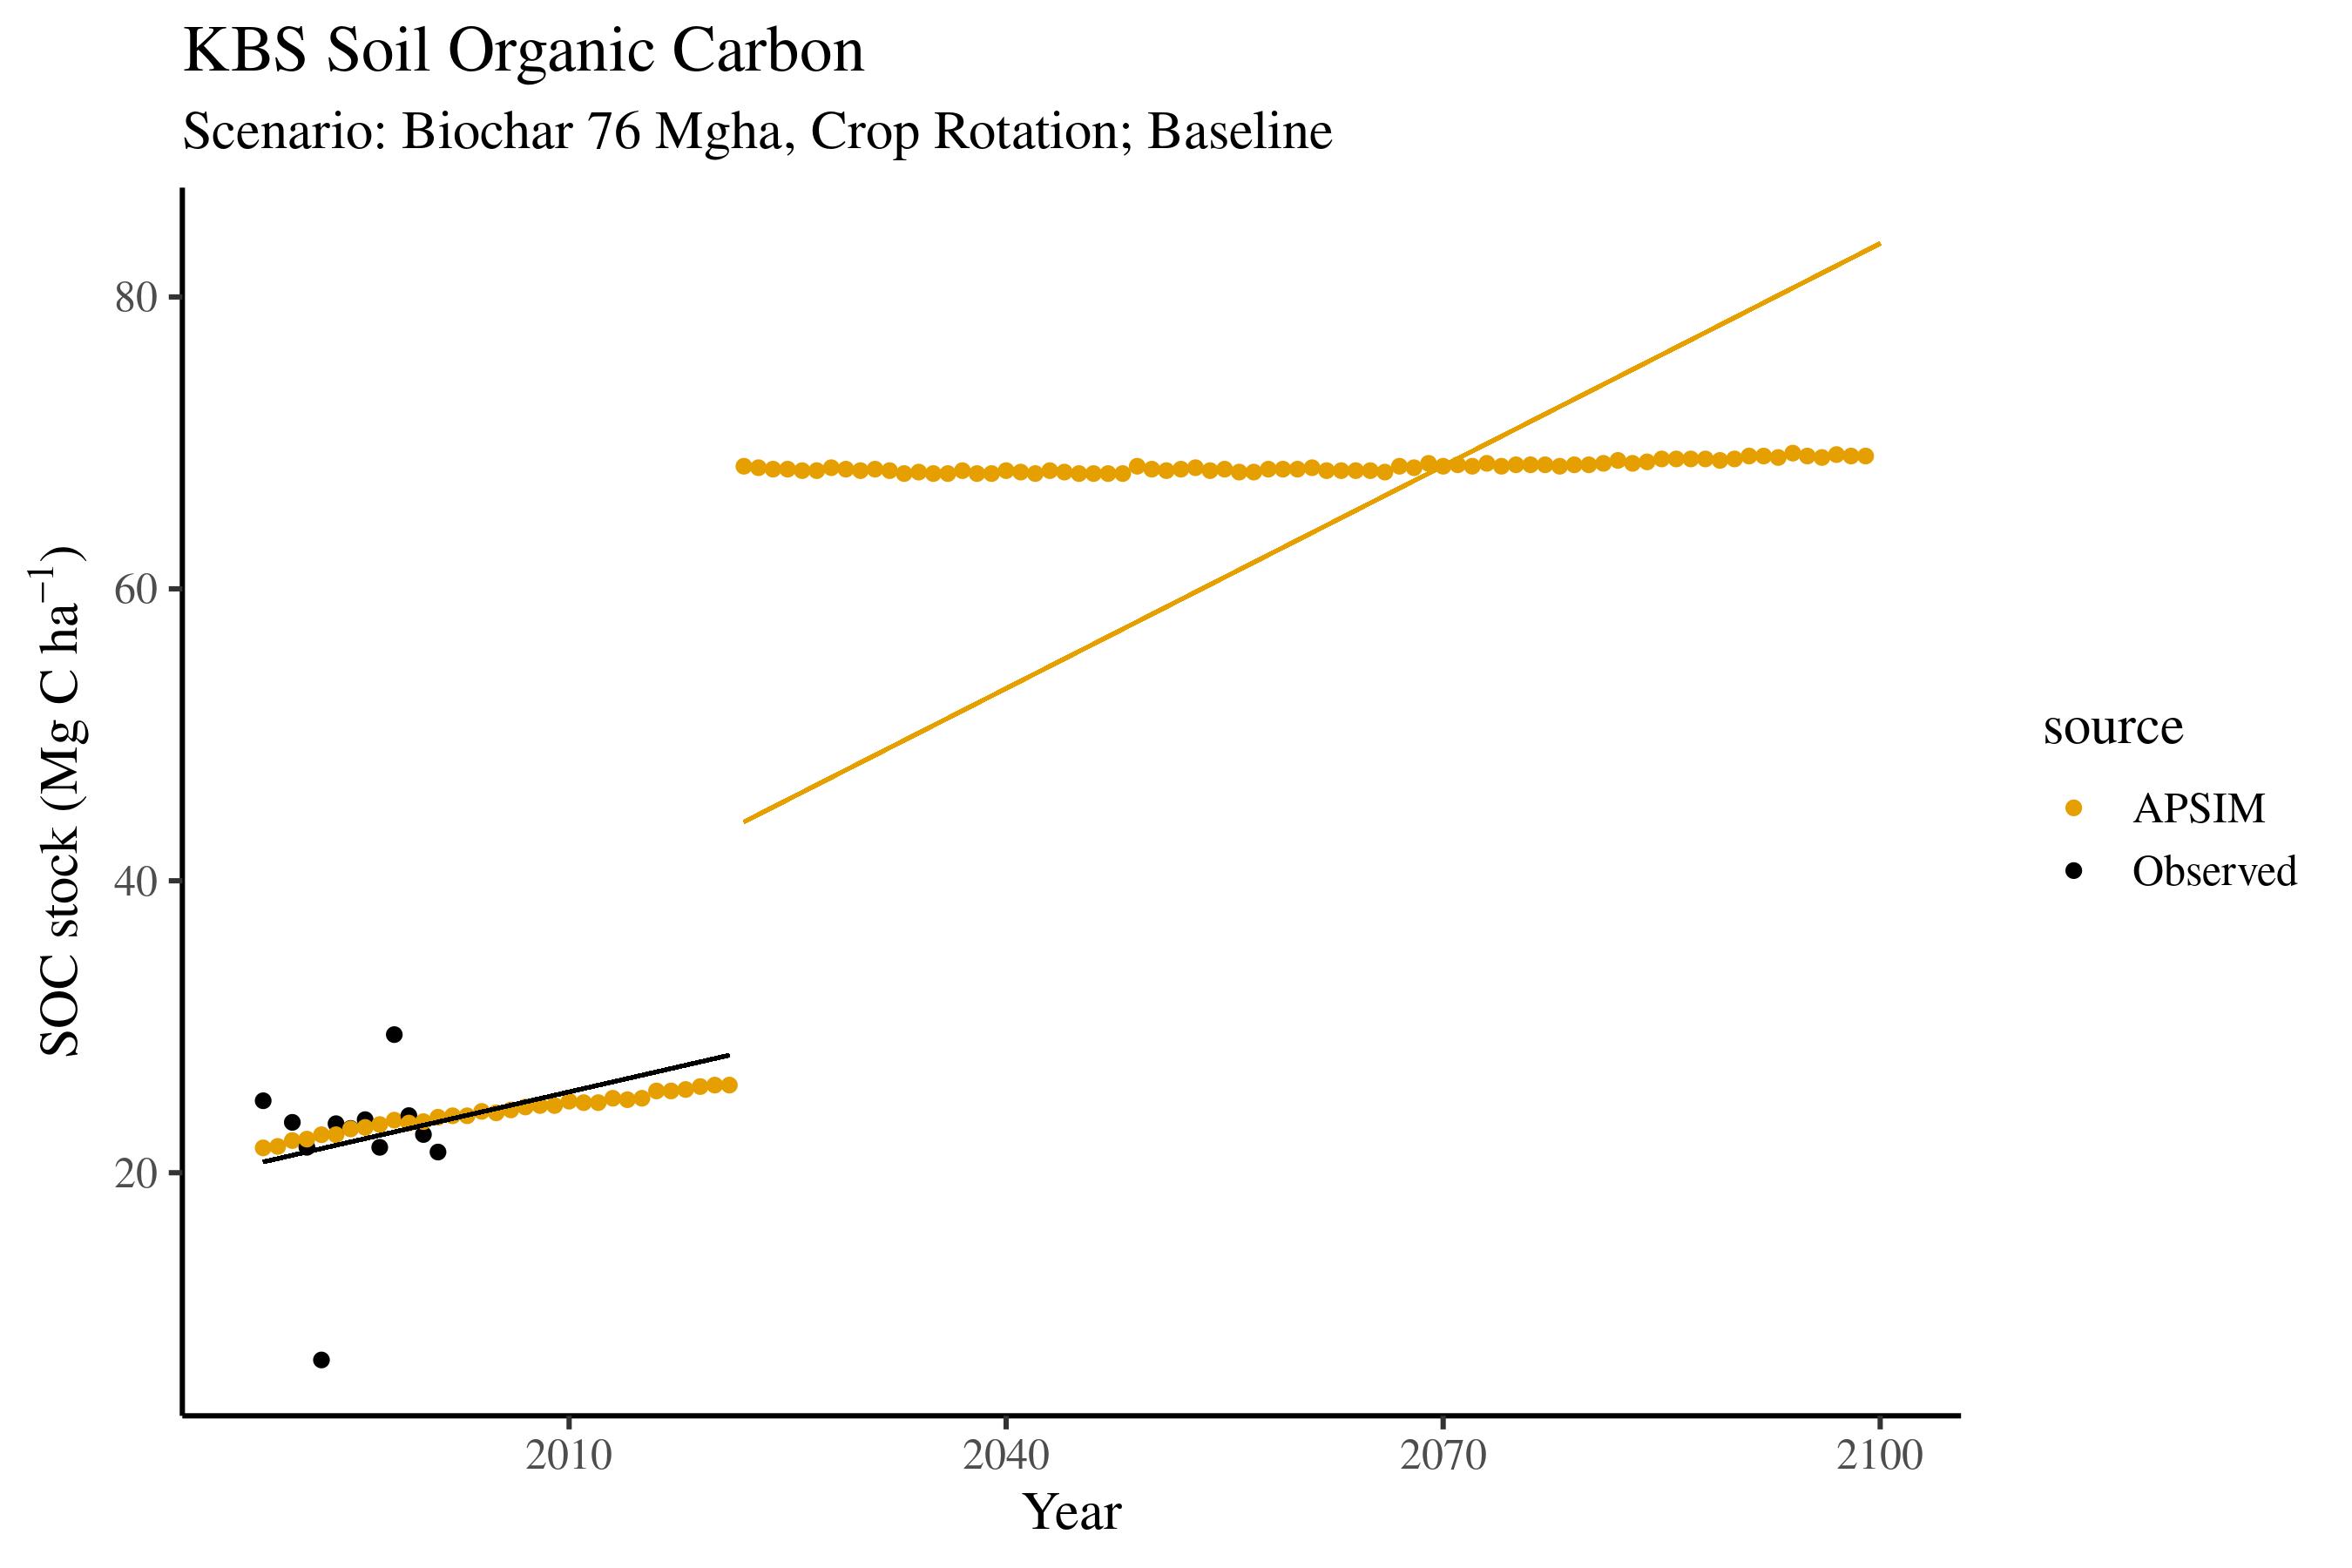 KBS Soil Organic Carbon
Scenario: Biochar 76 Mgha, Crop Rotation; Baseline
SOC stock (Mg C ha⁻¹)
80
60
40
20
2010
2040
2070
2100
Year
source
APSIM
Observed